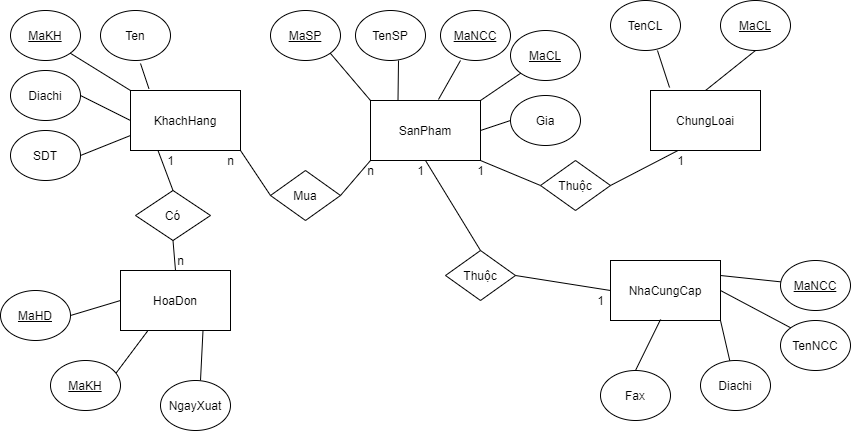 MaKH
Ten
Diachi
SDT
KhachHang
1
n
Có
n
HoaDon
MaHD
MaKH
NgayXuat
Mua
MaSP
TenSP
MaNCC
MaCL
Gia
SanPham
n
1
1
Thuộc
1
TenCL
MaCL
ChungLoai
Thuộc
1
NhaCungCap
MaNCC
TenNCC
Diachi
Fax